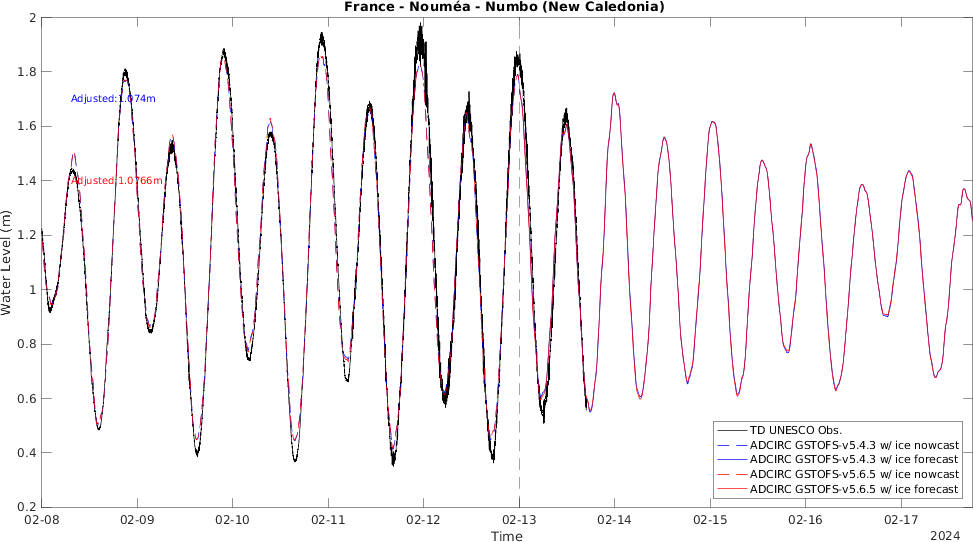 France - Nouméa - Numbo (New Caledonia)
2
1.8
Adjusted:1.074m
1.6
1.4
Adjusted:1.0766m
1.2
1
0.8
0.6
0.4
0.2
Water Level (m)
TD UNESCO Obs.
ADCIRC GSTOFS-v5.4.3 w/ ice nowcast
ADCIRC GSTOFS-v5.4.3 w/ ice forecast
ADCIRC GSTOFS-v5.6.5 w/ ice nowcast
ADCIRC GSTOFS-v5.6.5 w/ ice forecast
02-08 02-09 02-10 02-11 02-12 02-13 02-14 02-15 02-16 02-17
Time
2024